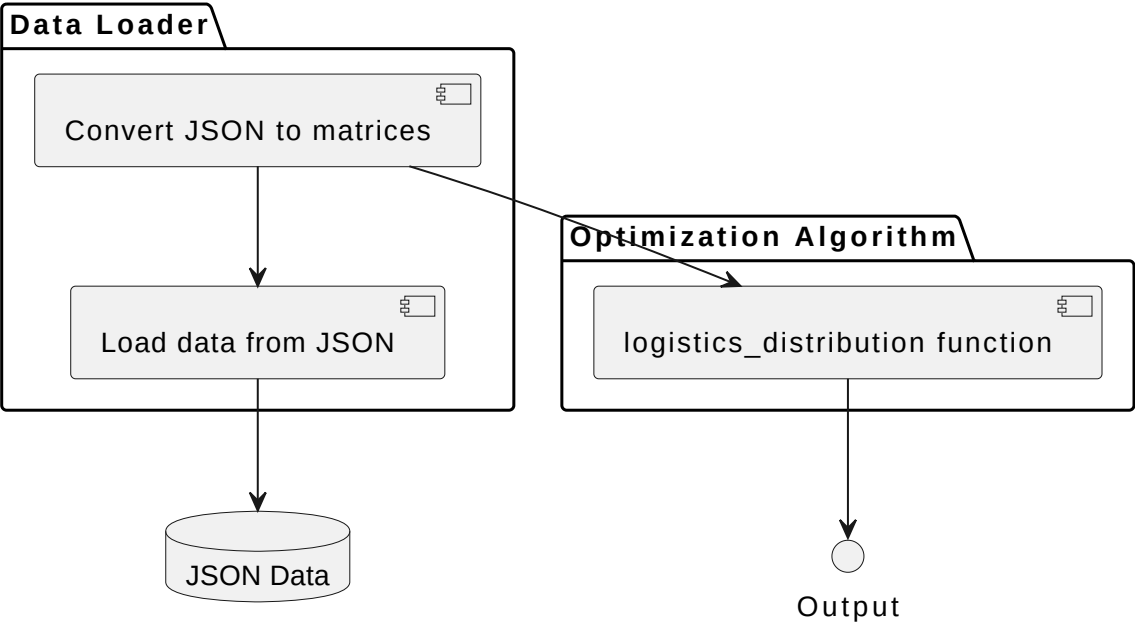 Data Loader
Convert JSON to matrices
Optimization Algorithm
Load data from JSON
logistics_distribution function
JSON Data
Output